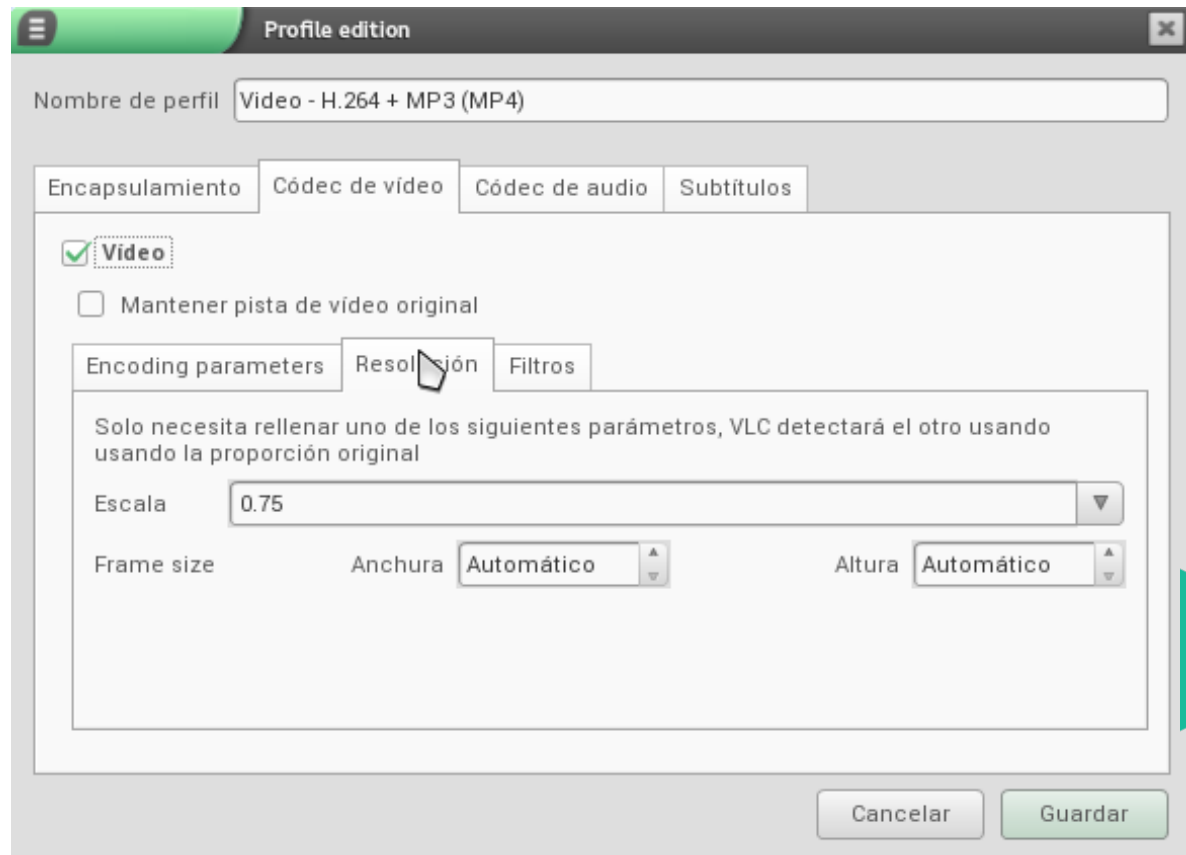 Profile edition
Nombre de perfil Video - H.264 + MP3 (MP4)
Encapsulamiento Códec de vídeo Códec de audio Subtítulos
Vídeo
Mantener pista de vídeo original
Encoding parameters Resolución Filtros
Solo necesita rellenar uno de los siguientes parámetros, VLC detectará el otro usando
usando la proporción original
Escala 0.75
Frame size Anchura Automático Altura Automático
Cancelar Guardar